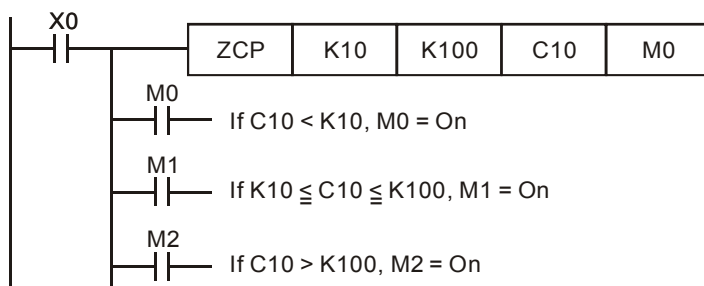 X0
ZCP K10 K100 C10 M0
M0
If C10 < K10, M0 = On
M1
If K10 ≦ C10 ≦ K100, M1 = On
M2
If C10 > K100, M2 = On